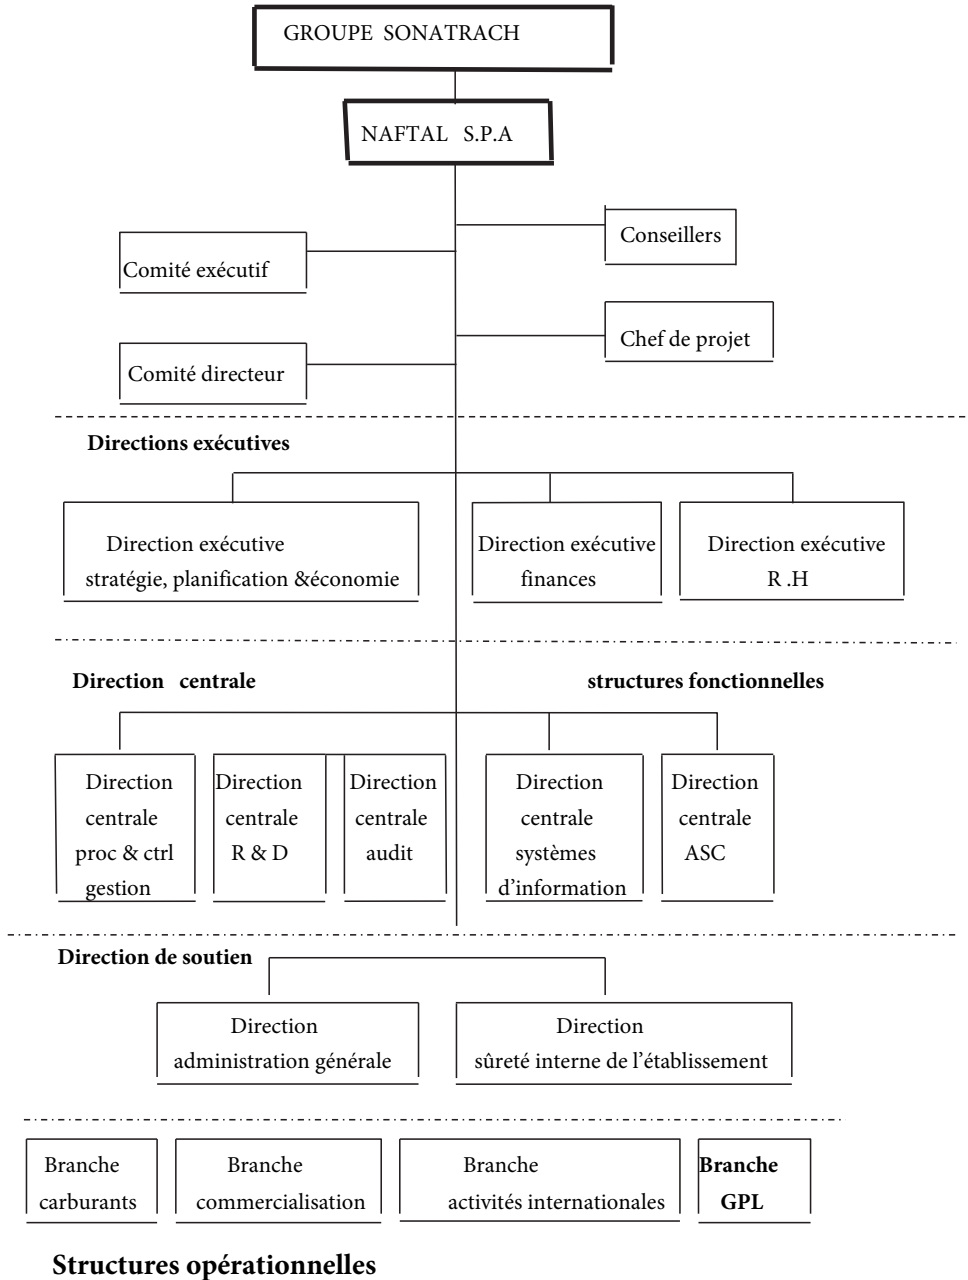 GROUPE SONATRACH
NAFTAL S.P.A
Conseillers
Comité exécutif
Chef de projet
Comité directeur
Directions exécutives
Direction exécutive
stratégie, planification &économie
Direction exécutive
finances
Direction exécutive
R .H
Direction centrale
structures fonctionnelles
Direction
centrale
proc & ctrl
gestion
Direction
centrale
R & D
Direction
centrale
audit
Direction
centrale
systèmes
d'information
Direction
centrale
ASC
Direction de soutien
Direction
administration générale
Direction
sûreté interne de l'établissement
Branche
carburants
Branche
commercialisation
Branche
activités internationales
Branche
GPL
Structures opérationnelles